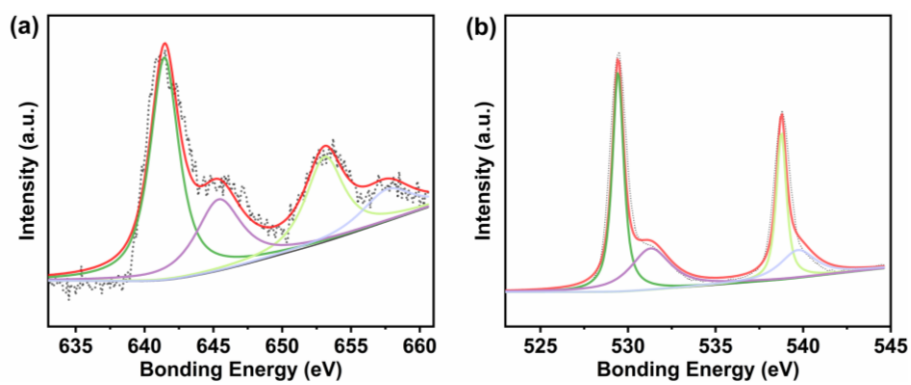 (a)
Intensity (a.u.)
635 640 645 650 655 660
Bonding Energy (eV)
(b)
Intensity (a.u.)
525 530 535 540 545
Bonding Energy (eV)